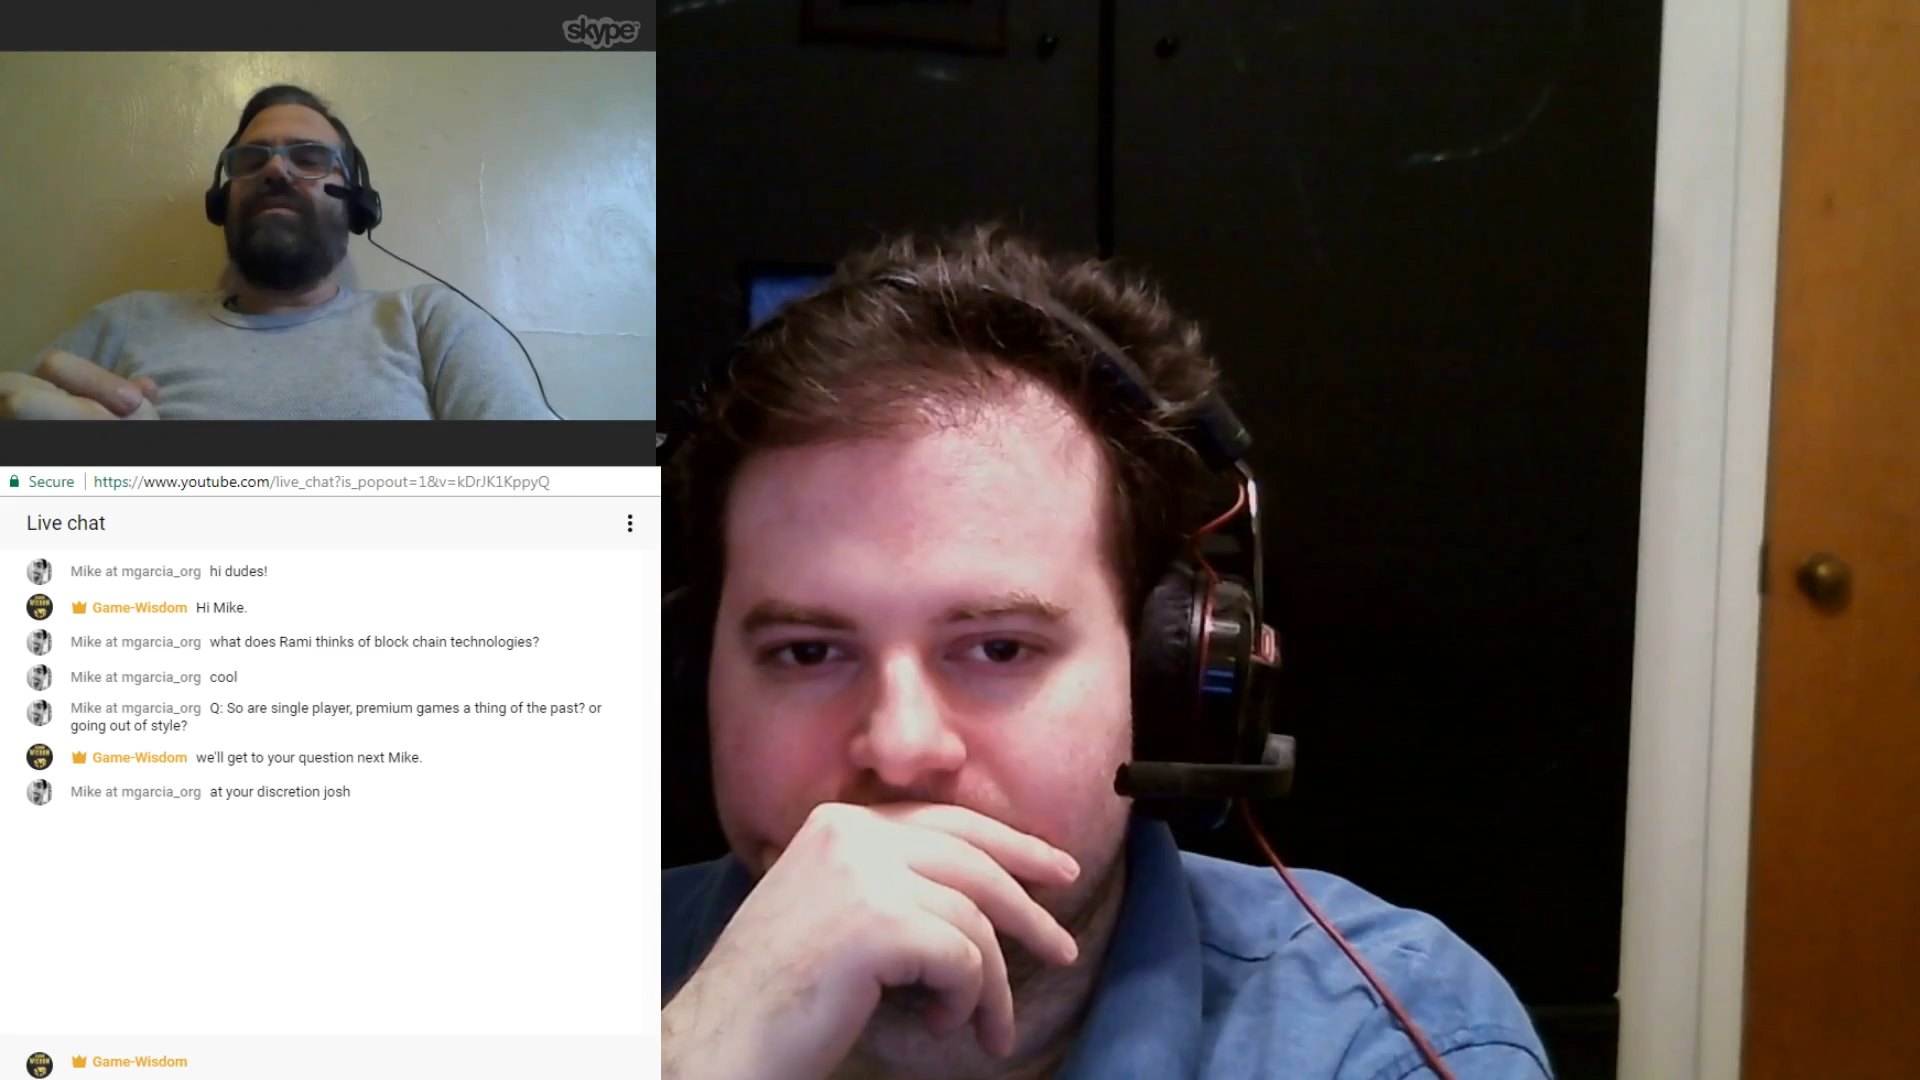 skype
Secure https://www.youtube.com/live_chat?is_popout=1&v=kDrJK1KppyQ
Live chat
Mike at mgarcia_org hi dudes!
Game-Wisdom Hi Mike.
Mike at mgarcia_org what does Rami thinks of block chain technologies?
Mike at mgarcia_org cool
Mike at mgarcia_org Q: So are single player, premium games a thing of the past? or
going out of style?
Game-Wisdom we'll get to your question next Mike.
Mike at mgarcia_org at your discretion josh
Game-Wisdom